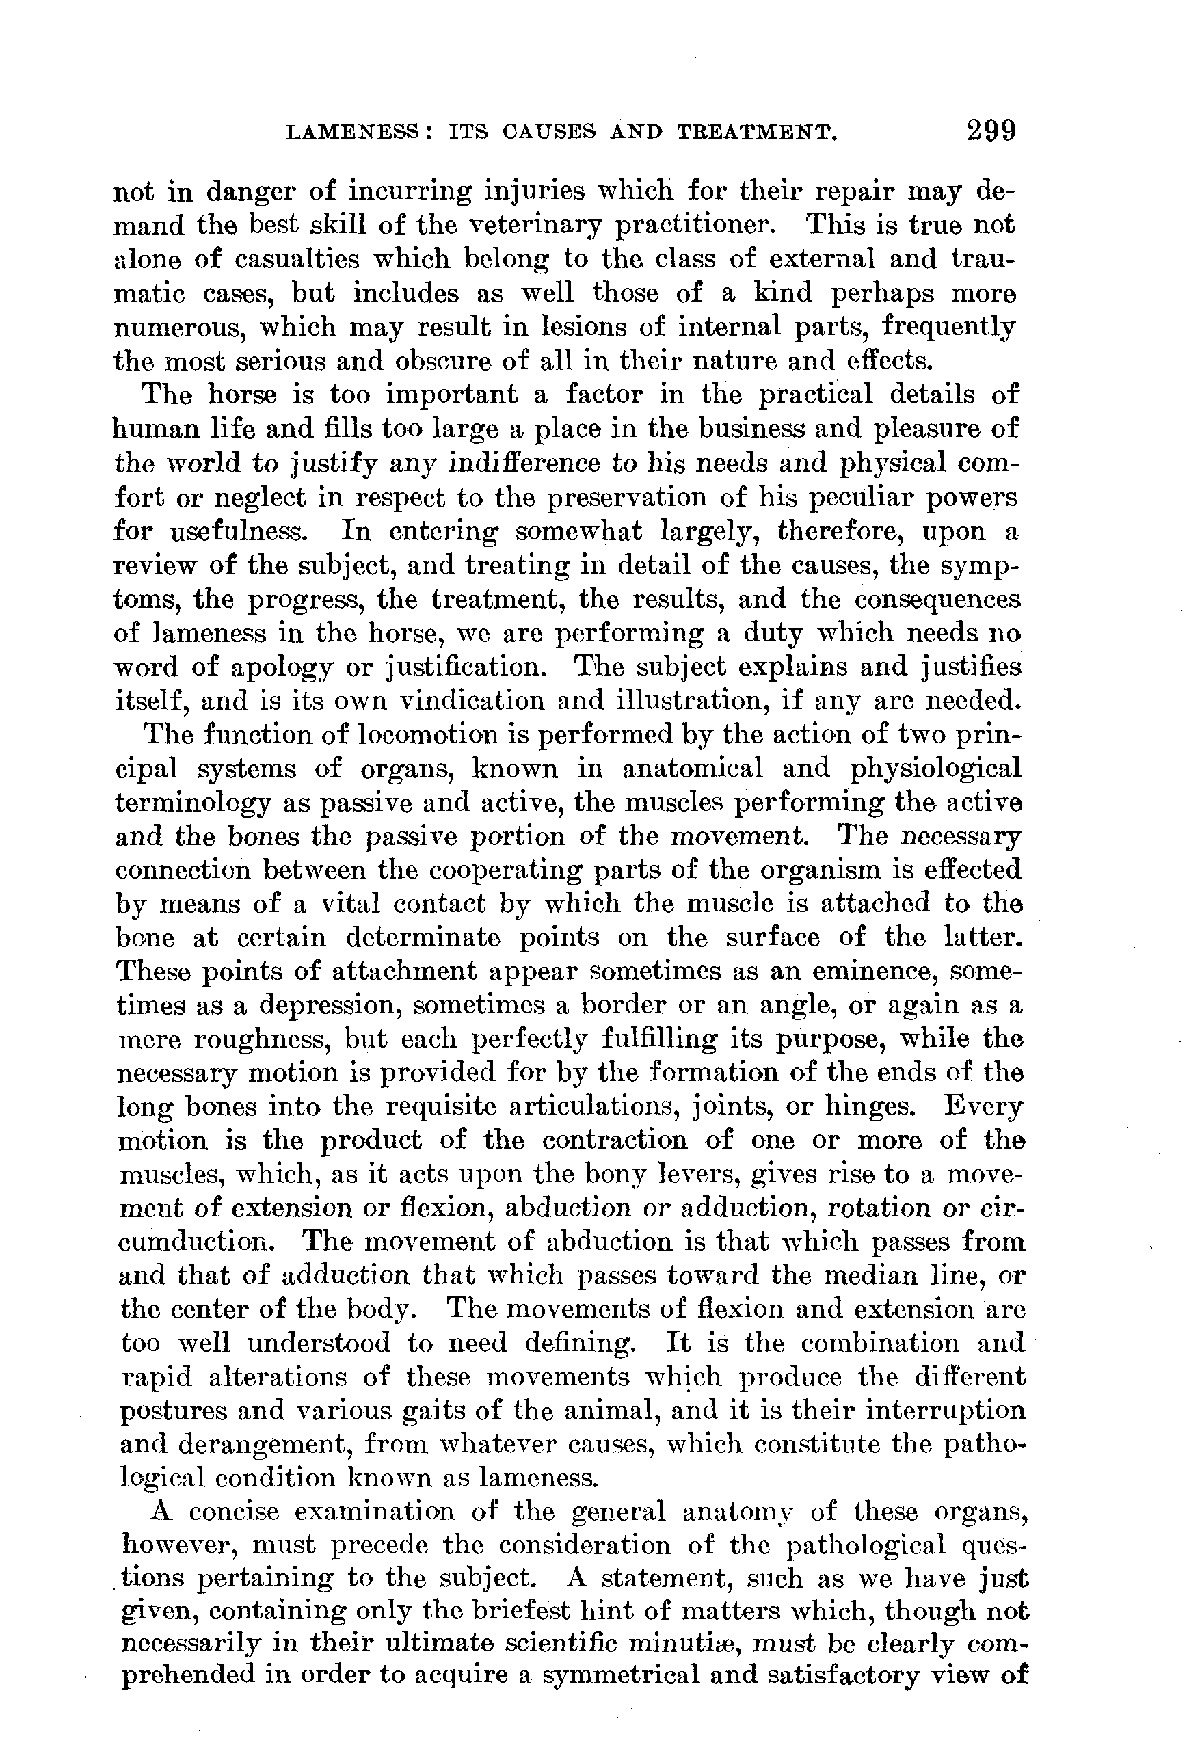 LAMENESS: ITS CAUSES AND TREATMENT. 299
not in danger of incurring injuries which for their repair may de-
mand the best skill of the veterinary practitioner. This is true not
alone of casualties which belong to the class of external and trau-
matic cases, but includes as well those of a kind perhaps more
numerous, which may result in lesions of internal parts, frequently
the most serious and obscure of all in their nature and effects.
The horse is too important a factor in the practical details of
human life and fills too large a place in the business and pleasure of
the world to justify any indifference to his needs and physical com-
fort or neglect in respect to the preservation of his peculiar powers
for usefulness. In entering somewhat largely, therefore, upon a
review of the subject, and treating in detail of the causes, the symp-
toms, the progress, the treatment, the results, and the consequences
of lameness in the horse, we are performing a duty which needs no
word of apology or justification. The subject explains and justifies
itself, and is its own vindication and illustration, if any are needed.
The function of locomotion is performed by the action of two prin-
cipal systems of organs, known in anatomical and physiological
terminology as passive and active, the muscles performing the active
and the bones the passive portion of the movement. The necessary
connection between the cooperating parts of the organism is effected
by means of a vital contact by which the muscle is attached to the
bone at certain determinate points on the surface of the latter.
These points of attachment appear sometimes as an eminence, some-
times as a depression, sometimes a border or an angle, or again as a
mere roughness, but each perfectly fulfilling its purpose, while the
necessary motion is provided for by the formation of the ends of the
long bones into the requisite articulations, joints, or hinges. Every
motion is the product of the contraction of one or more of the
muscles, which, as it acts upon the bony levers, gives rise to a move-
ment of extension or flexion, abduction or adduction, rotation or cir-
cumduction. The movement of abduction is that which passes from
and that of adduction that which passes toward the median line, or
the center of the body. The movements of flexion and extension are
too well understood to need defining. It is the combination and
rapid alterations of these movements which produce the different
postures and various gaits of the animal, and it is their interruption
and derangement, from whatever causes, which constitute the patho-
logical condition known as lameness.
A concise examination of the general anatomy of these organs,
however, must precede the consideration of the pathological ques-
tions pertaining to the subject. A statement, such as we have just
given, containing only the briefest hint of matters which, though not
necessarily in their ultimate scientific minutiæ, must be clearly com-
prehended in order to acquire a symmetrical and satisfactory view of